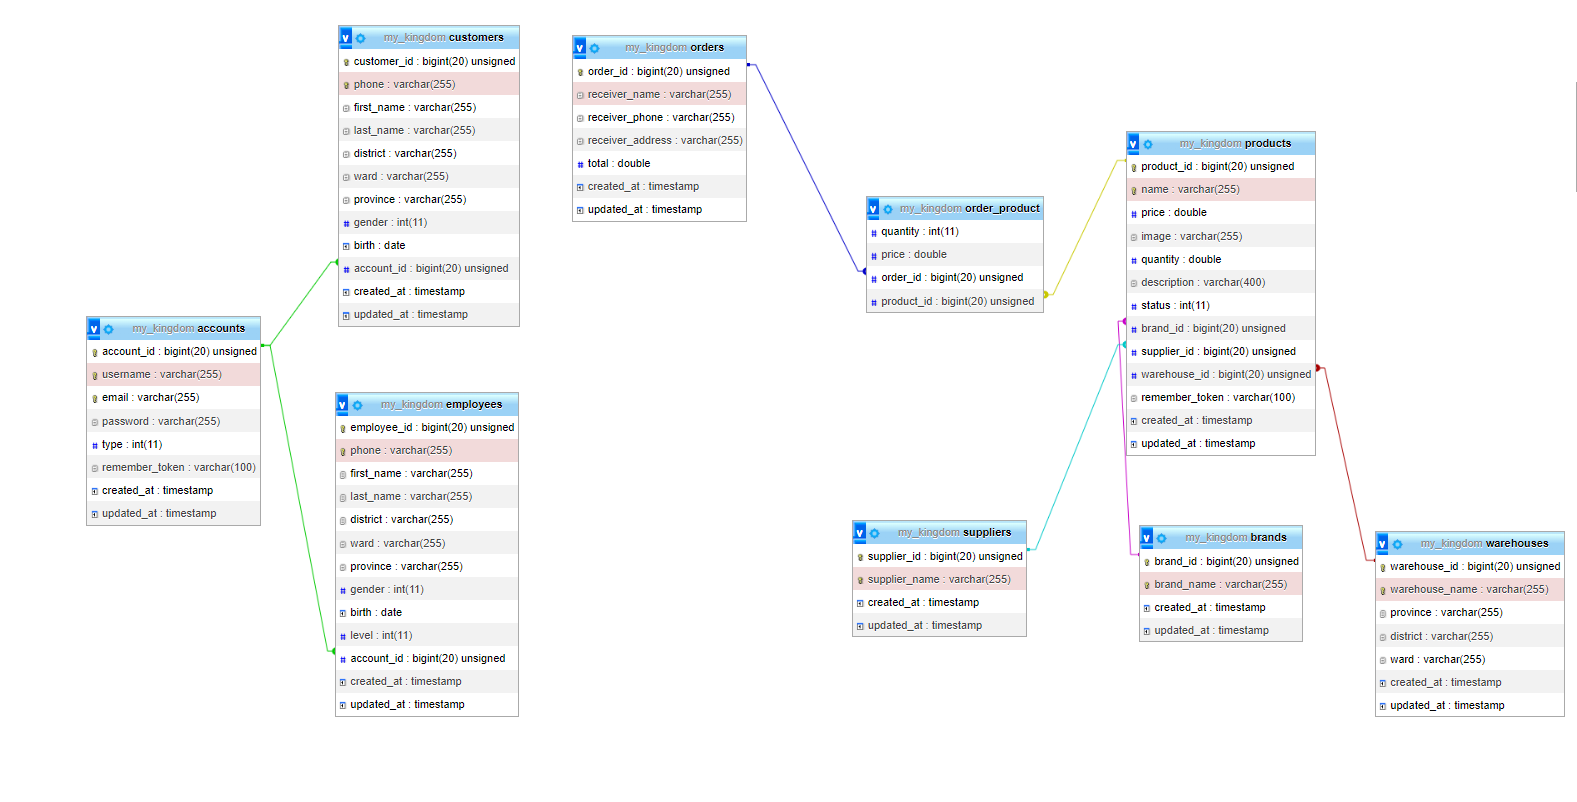 my_kingdom customers
customer_id : bigint(20) unsigned
phone : varchar(255)
first_name : varchar(255)
last_name : varchar(255)
district : varchar(255)
ward : varchar(255)
province : varchar(255)
gender : int(11)
birth : date
account_id : bigint(20) unsigned
created_at : timestamp
updated_at : timestamp
my_kingdom orders
order_id : bigint(20) unsigned
receiver_name : varchar(255)
receiver_phone : varchar(255)
receiver_address : varchar(255)
total : double
created_at : timestamp
updated_at : timestamp
my_kingdom products
product_id : bigint(20) unsigned
name : varchar(255)
price : double
image : varchar(255)
quantity : double
description : varchar(400)
status : int(11)
brand_id : bigint(20) unsigned
supplier_id : bigint(20) unsigned
warehouse_id : bigint(20) unsigned
remember_token : varchar(100)
created_at : timestamp
updated_at : timestamp
my_kingdom order_product
quantity : int(11)
price : double
order_id : bigint(20) unsigned
product_id : bigint(20) unsigned
my_kingdom accounts
account_id : bigint(20) unsigned
username : varchar(255)
email : varchar(255)
password : varchar(255)
type : int(11)
remember_token : varchar(100)
created_at : timestamp
updated_at : timestamp
my_kingdom employees
employee_id : bigint(20) unsigned
phone : varchar(255)
first_name : varchar(255)
last_name : varchar(255)
district : varchar(255)
ward : varchar(255)
province : varchar(255)
gender : int(11)
birth : date
level : int(11)
account_id : bigint(20) unsigned
created_at : timestamp
updated_at : timestamp
my_kingdom suppliers
supplier_id : bigint(20) unsigned
supplier_name : varchar(255)
created_at : timestamp
updated_at : timestamp
my_kingdom brands
brand_id : bigint(20) unsigned
brand_name : varchar(255)
created_at : timestamp
updated_at : timestamp
my_kingdom warehouses
warehouse_id : bigint(20) unsigned
warehouse_name : varchar(255)
province : varchar(255)
district : varchar(255)
ward : varchar(255)
created_at : timestamp
updated_at : timestamp